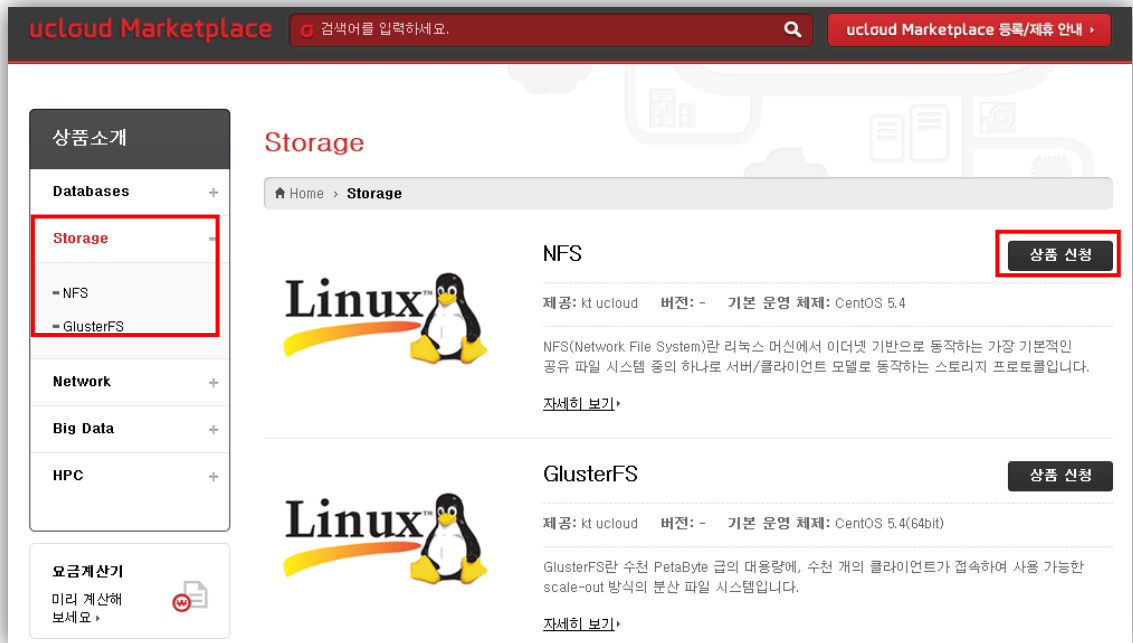 ucloud Marketplace
검색어를 입력하세요.
ucloud Marketplace 등록/제휴 안내
상품소개
Databases
Storage
- NFS
- GlusterFS
Network
Big Data
HPC
요금계산기
미리 계산해
보세요
Storage
Home > Storage
NFS
상품 신청
제공: kt ucloud 버전: - 기본 운영 체제: CentOS 5.4
NFS(Network File System)란 리눅스 머신에서 이더넷 기반으로 동작하는 가장 기본적인
공유 파일 시스템 중의 하나로 서버/클라이언트 모델로 동작하는 스토리지 프로토콜입니다.
자세히 보기
Linux™
GlusterFS
상품 신청
제공: kt ucloud 버전: - 기본 운영 체제: CentOS 5.4(64bit)
GlusterFS란 수천 PetaByte 급의 대용량에, 수천 개의 클라이언트가 접속하여 사용 가능한
scale-out 방식의 분산 파일 시스템입니다.
자세히 보기
Linux™